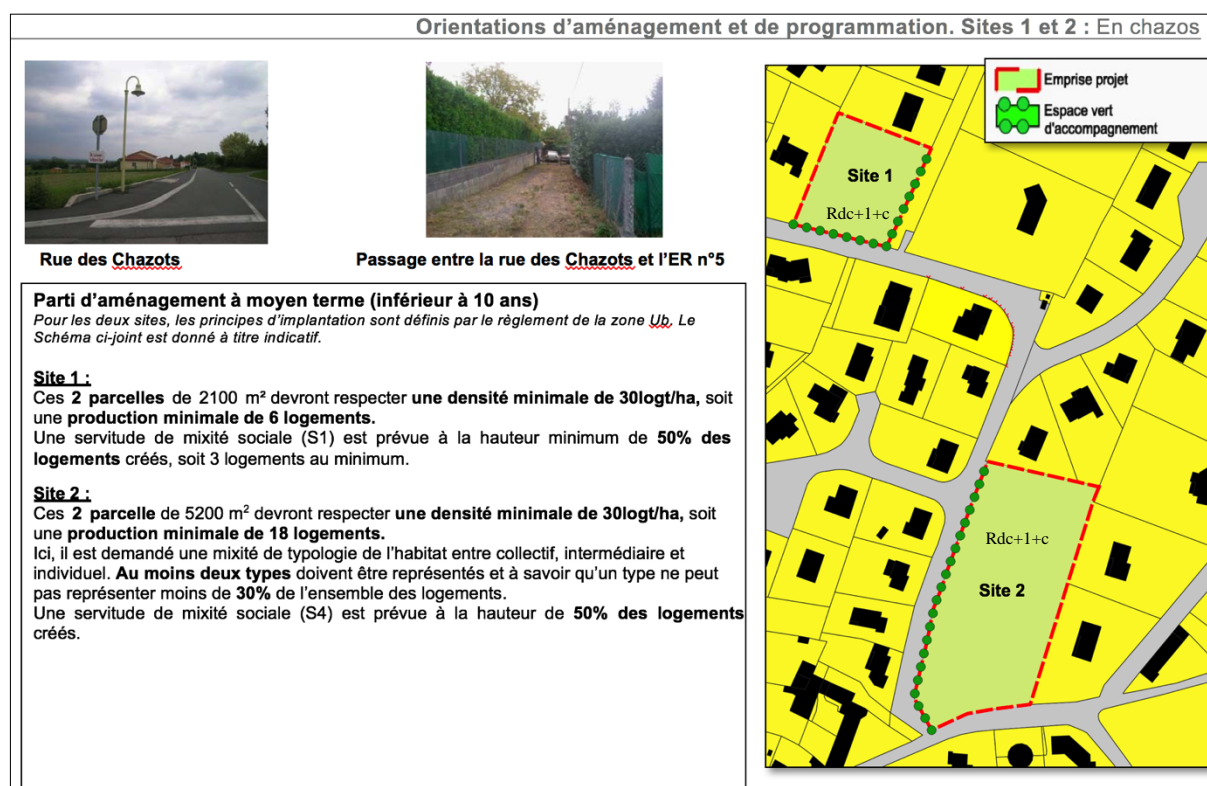 Orientations d'aménagement et de programmation. Sites 1 et 2 : En chazos
Rue des Chazots
Passage entre la rue des Chazots et l'ER n°5
Parti d'aménagement à moyen terme (inférieur à 10 ans)
Pour les deux sites, les principes d'implantation sont définis par le règlement de la zone Ub. Le
Schéma ci-joint est donné à titre indicatif.
Site 1 :
Ces 2 parcelles de 2100 m² devront respecter une densité minimale de 30logt/ha, soit
une production minimale de 6 logements.
Une servitude de mixité sociale (S1) est prévue à la hauteur minimum de 50% des
logements créés, soit 3 logements au minimum.
Site 2 :
Ces 2 parcelle de 5200 m² devront respecter une densité minimale de 30logt/ha, soit
une production minimale de 18 logements.
Ici, il est demandé une mixité de typologie de l'habitat entre collectif, intermédiaire et
individuel. Au moins deux types doivent être représentés et à savoir qu'un type ne peut
pas représenter moins de 30% de l'ensemble des logements.
Une servitude de mixité sociale (S4) est prévue à la hauteur de 50% des logements
créés.
Emprise projet
Espace vert
d'accompagnement
Site 1
Rdc+1+c
Rdc+1+c
Site 2